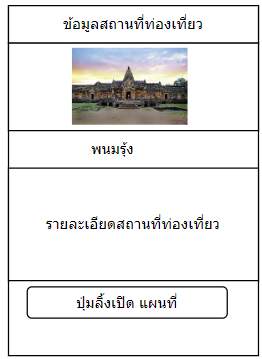 ข้อมูลสถานที่ท่องเที่ยว
พนมรุ้ง
รายละเอียดสถานที่ท่องเที่ยว
ปุ่มลิ้งเปิด แผนที่